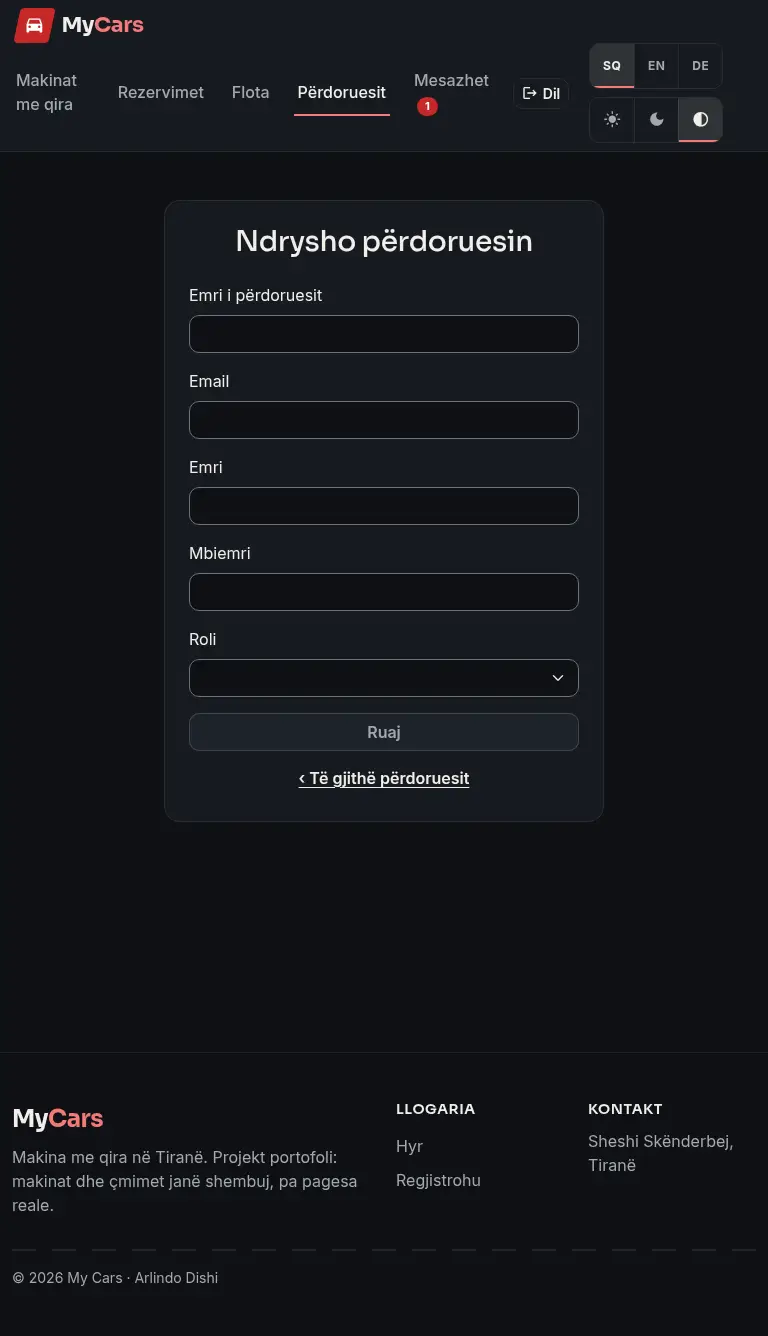 MyCars
Makinat
me qira
Rezervimet
Flota
Përdoruesit
Mesazhet
1
Dil
SQ
EN
DE
Ndrysho përdoruesin
Emri i përdoruesit
Email
Emri
Mbiemri
Roli
Ruaj
‹ Të gjithë përdoruesit
MyCars
Makina me qira në Tiranë. Projekt portofoli:
makinat dhe çmimet janë shembuj, pa pagesa
reale.
LLOGARIA
Hyr
Regjistrohu
KONTAKT
Sheshi Skënderbej,
Tiranë
© 2026 My Cars · Arlindo Dishi